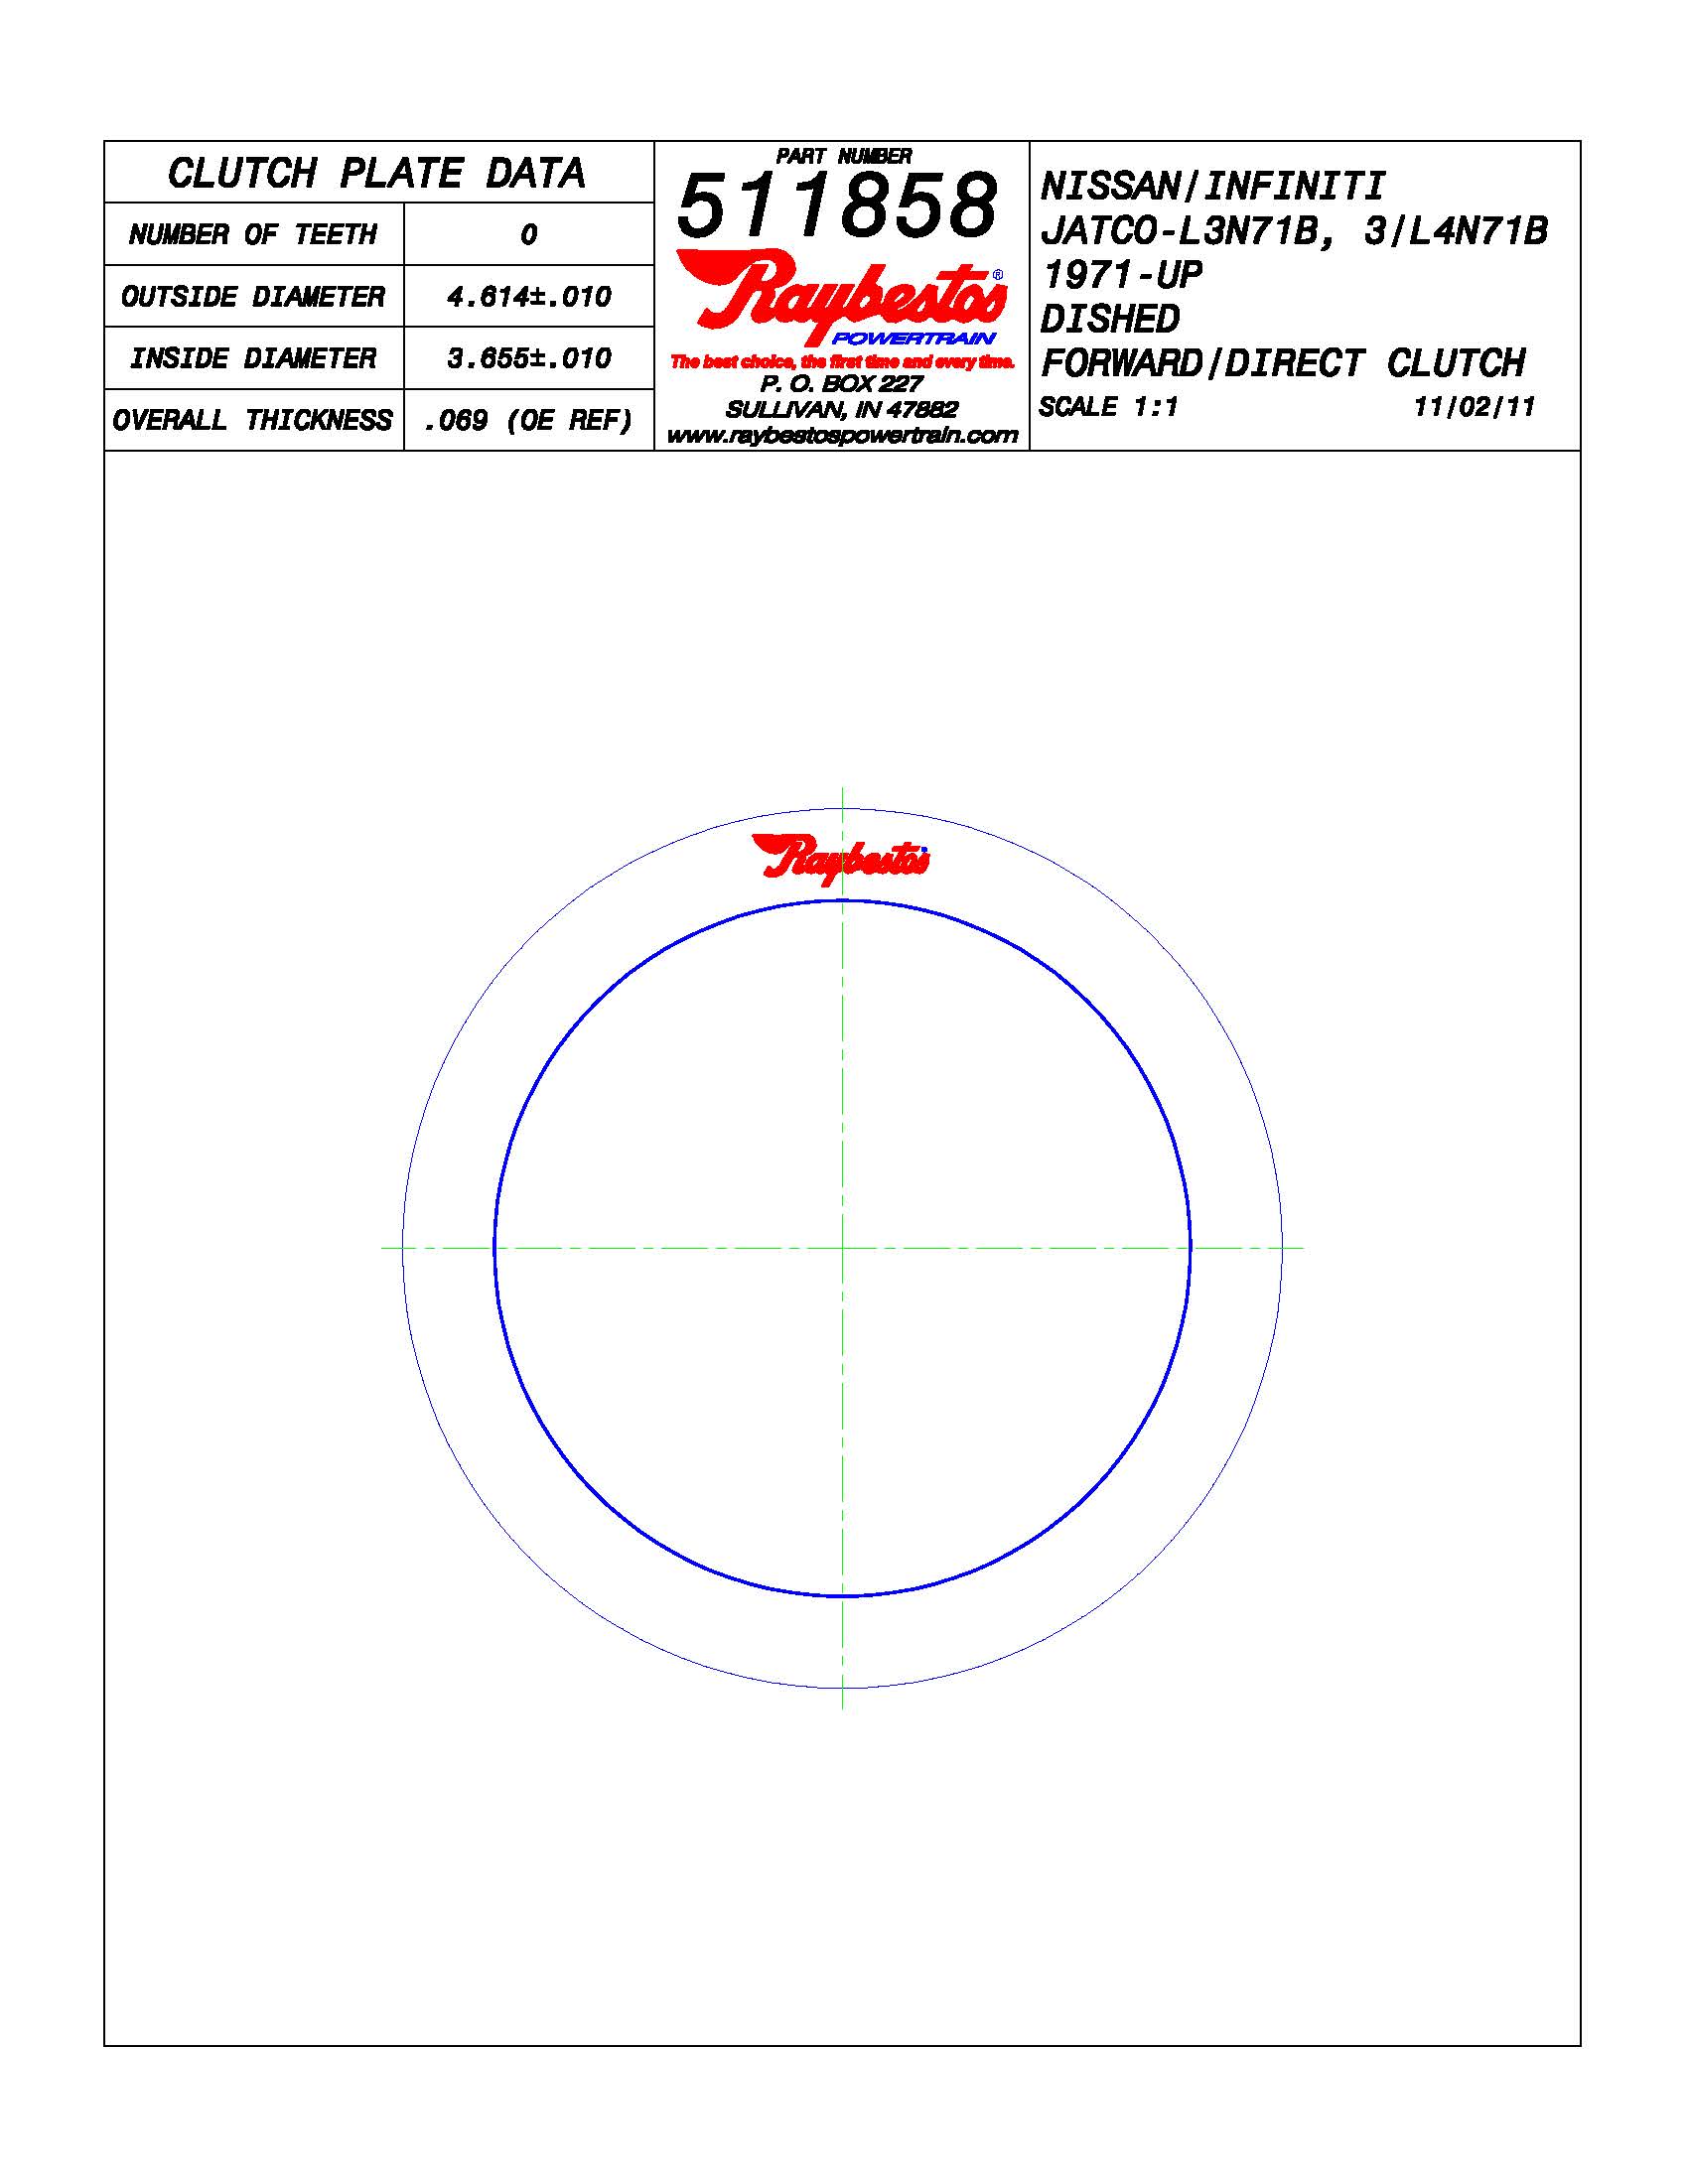 CLUTCH PLATE DATA
NUMBER OF TEETH 0
OUTSIDE DIAMETER 4.614±.010
INSIDE DIAMETER 3.655±.010
OVERALL THICKNESS .069 (OE REF)
PART NUMBER
511858
Raybestos®
POWERTRAIN
The best choice, the first time and every time.
P. O. BOX 227
SULLIVAN, IN 47882
www.raybestospowertrain.com
NISSAN/INFINITI
JATCO-L3N71B, 3/L4N71B
1971-UP
DISHED
FORWARD/DIRECT CLUTCH
SCALE 1:1 11/02/11
Raybestos